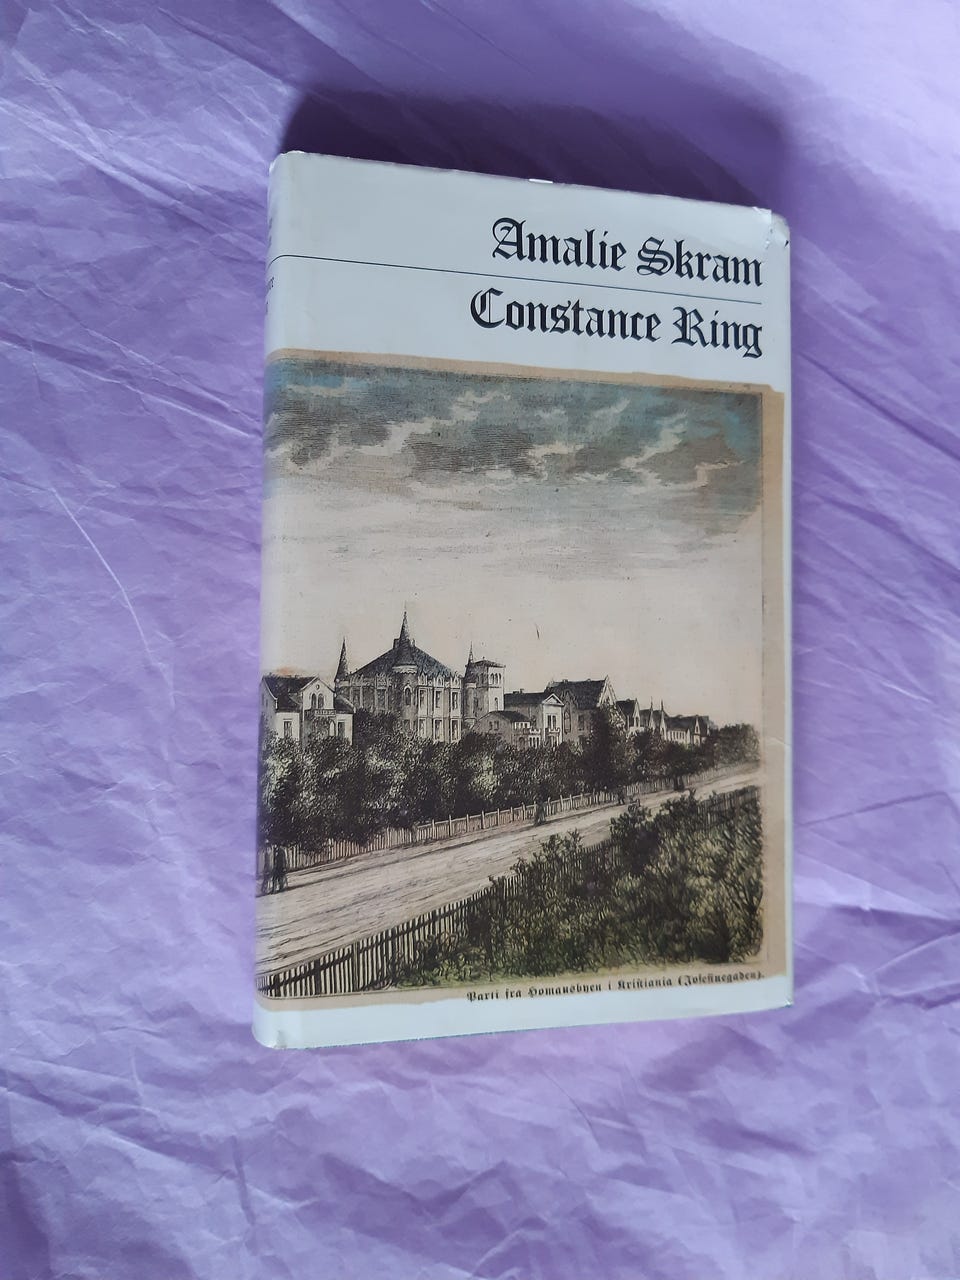 Amalie Skram
Constance Ring
Parti fra Homansbyen i Kristiania (Josefinegaden).